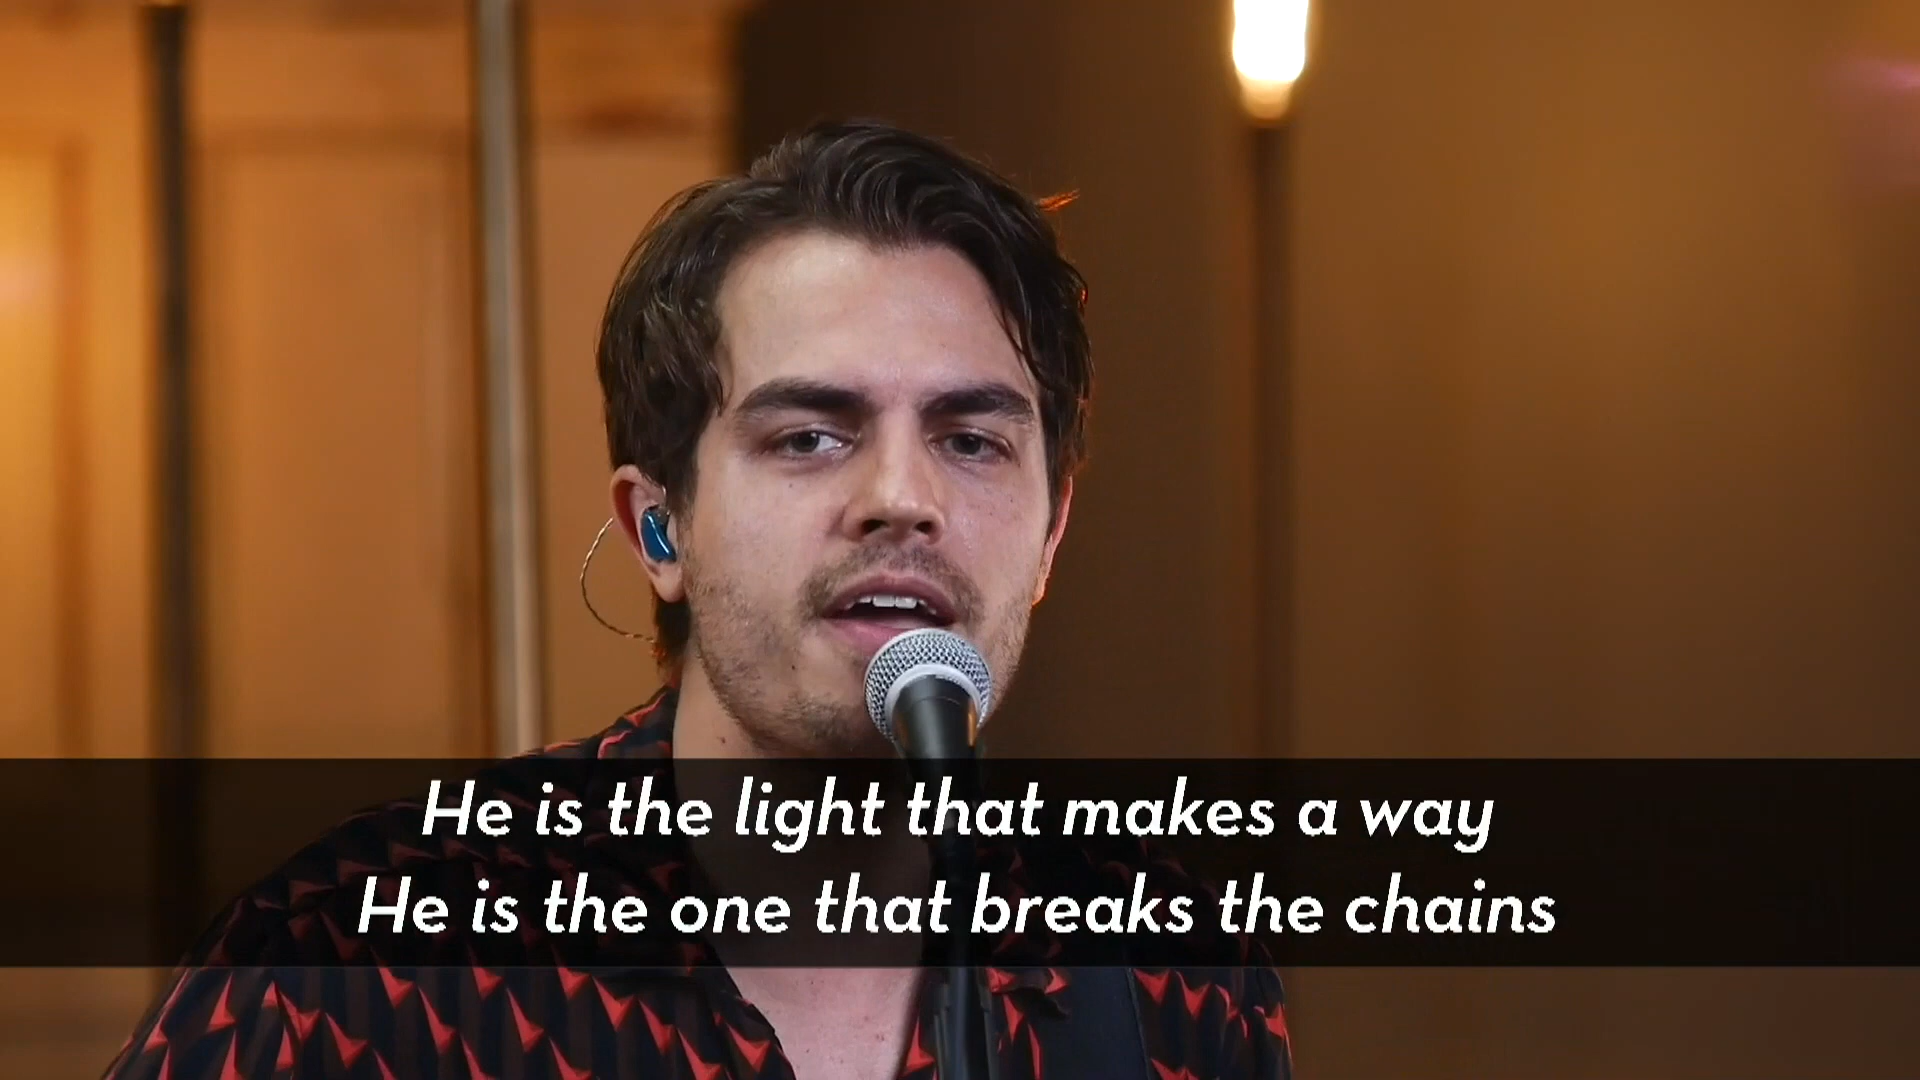 He is the light that makes a way
He is the one that breaks the chains